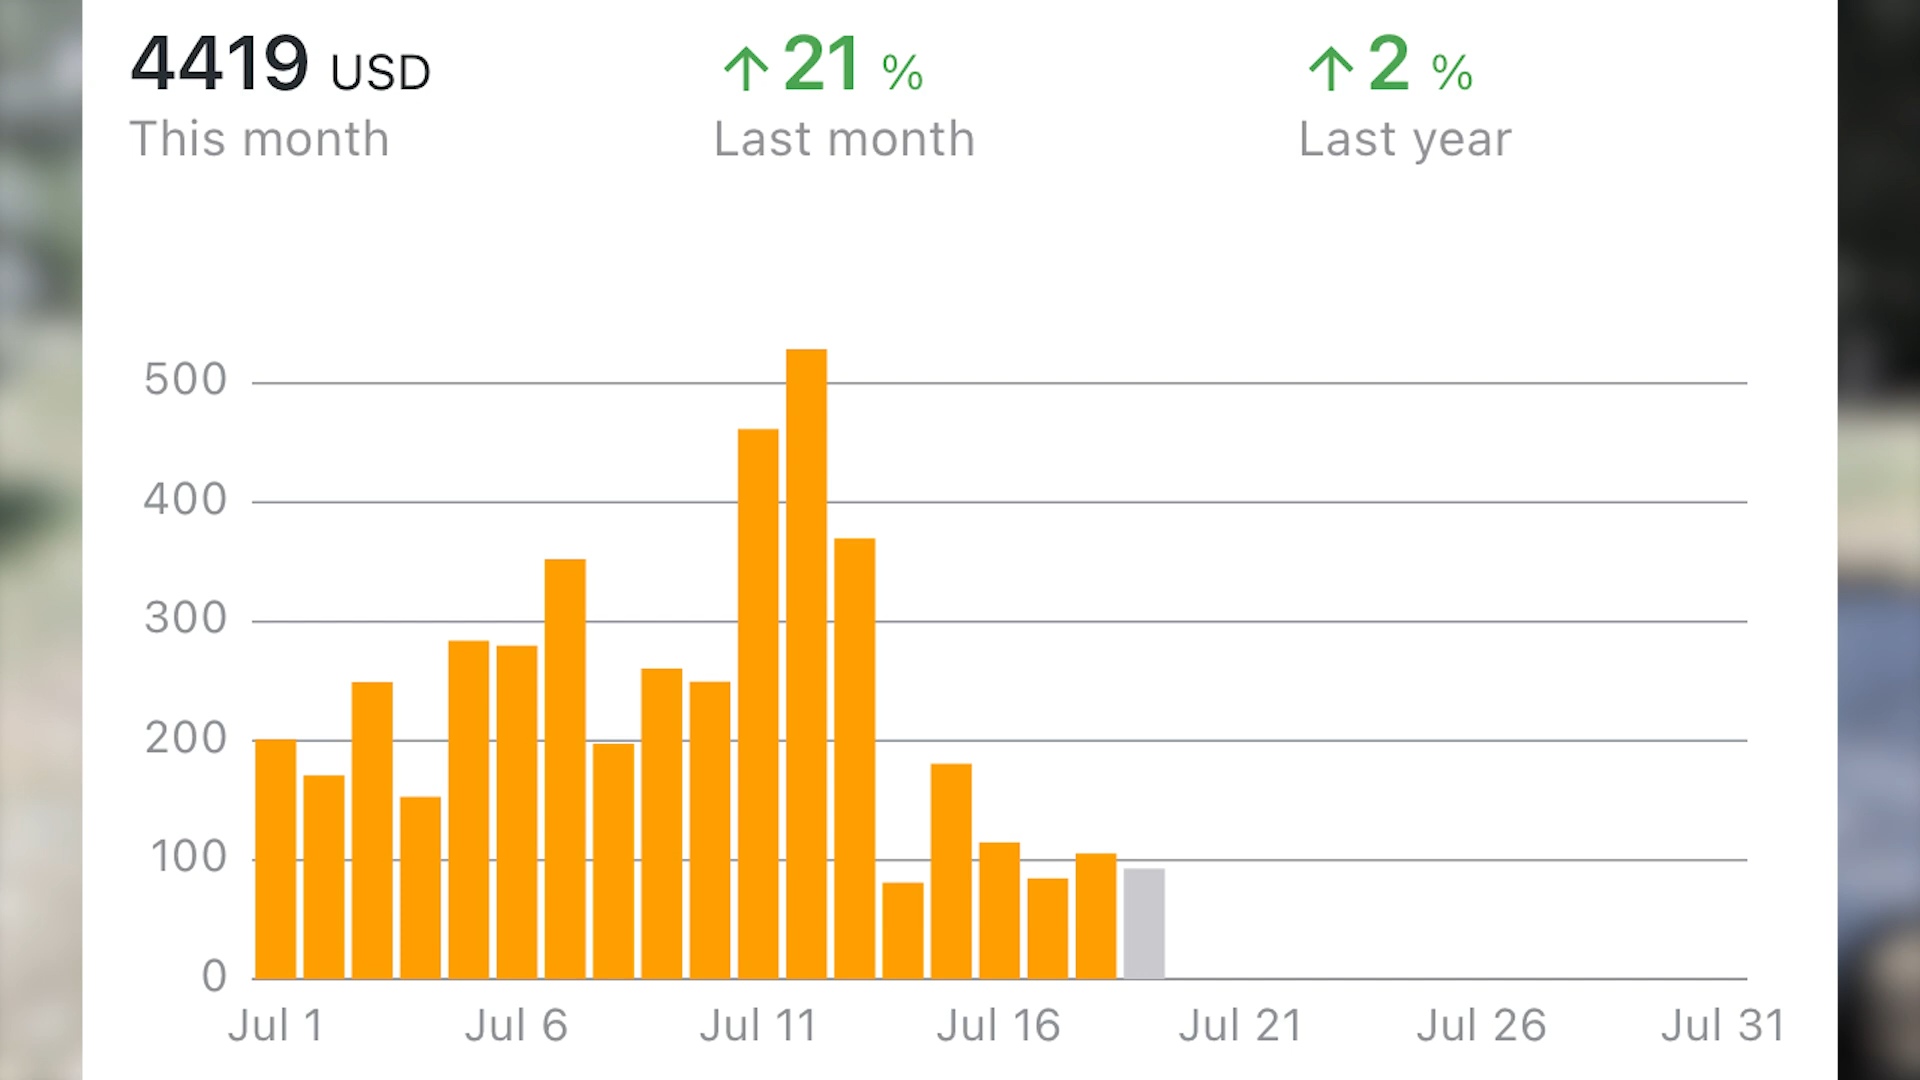 4419 USD ↑ 21 % ↑ 2 %
This month Last month Last year
500
400
300
200
100
0
Jul 1 Jul 6 Jul 11 Jul 16 Jul 21 Jul 26 Jul 31